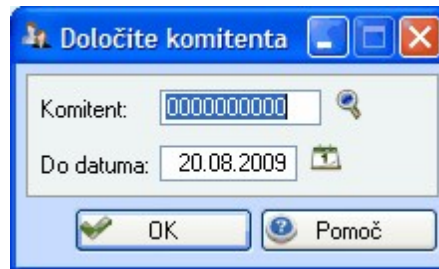 Določite komitenta
Komitent: 0000000000
Do datuma: 20.08.2009
OK Pomoč